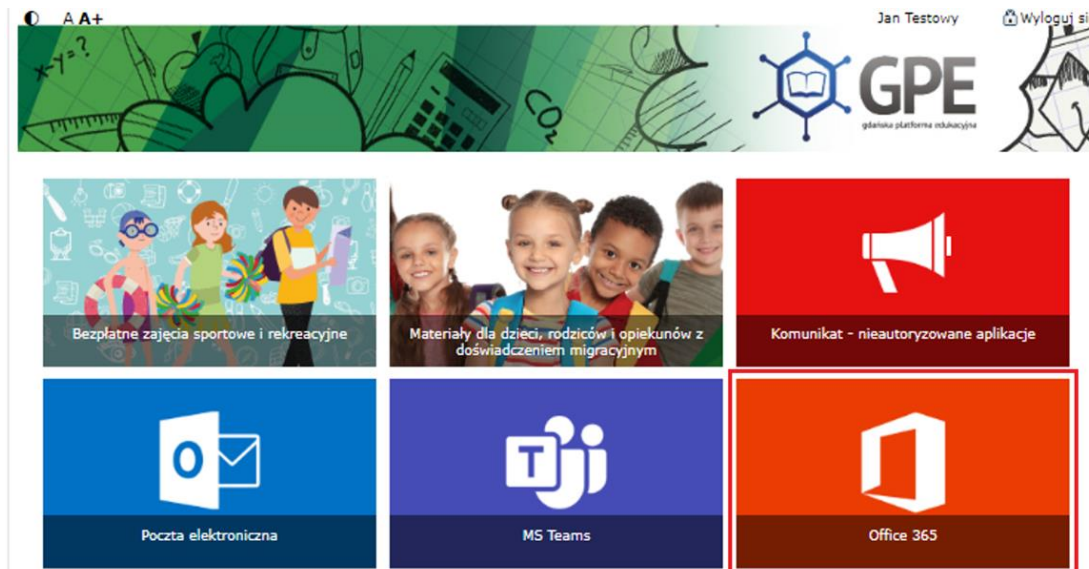 A A+
Jan Testowy
Wyloguj si
x-y=?
CO₂
GPE
gdańska platforma edukacyjna
Bezpłatne zajęcia sportowe i rekreacyjne
Materiały dla dzieci, rodziców i opiekunów z
doświadczeniem migracyjnym
Komunikat - nieautoryzowane aplikacje
Poczta elektroniczna
MS Teams
Office 365